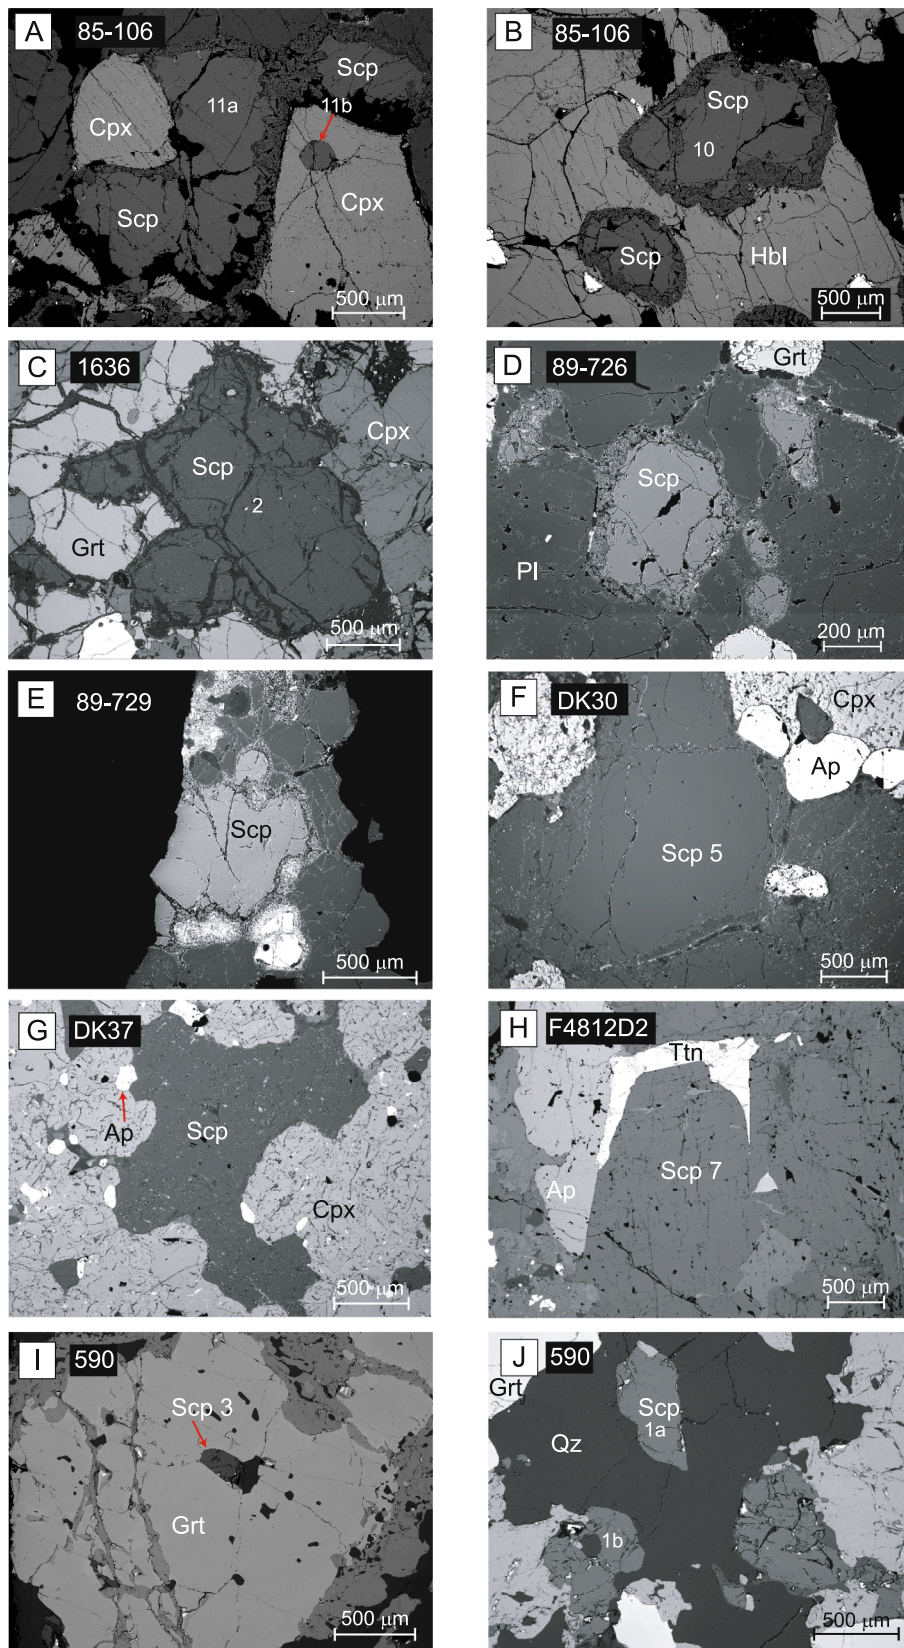 A 85-106
Scp
11a
11b
Cpx
Scp
Cpx
500 µm
B 85-106
Scp
10
Scp
Hbl
500 µm
C 1636
Cpx
Scp
2
Grt
500 µm
D 89-726
Grt
Scp
Pl
200 µm
E 89-729
Scp
500 µm
F DK30
Cpx
Ap
Scp 5
500 µm
G DK37
Ap
Scp
Cpx
500 µm
H F4812D2
Ttn
Scp 7
Ap
500 µm
I 590
Scp 3
Grt
500 µm
J 590
Grt
Scp
1a
Qz
1b
500 µm